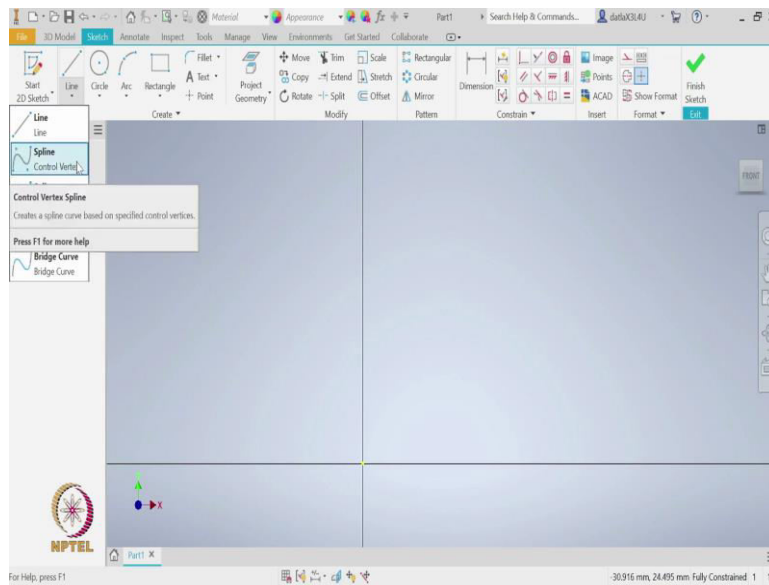 Material Appearance Part1 Search Help & Commands... datlaX3L4U
File 3D Model Sketch Annotate Inspect Tools Manage View Environments Get Started Collaborate
Start 2D Sketch Line Circle Arc Rectangle Fillet Text Point Project Geometry Move Copy Rotate Trim Extend Split Scale Stretch Offset Rectangular Circular Mirror Dimension Image Points ACAD Show Format Finish Sketch
Create Modify Pattern Constrain Insert Format Exit
Line
Line
Spline
Control Verte
Control Vertex Spline
Creates a spline curve based on specified control vertices.
Press F1 for more help
Bridge Curve
Bridge Curve
FRONT
X
NPTEL
Part1 X
For Help, press F1
-30.916 mm, 24.495 mm Fully Constrained 1